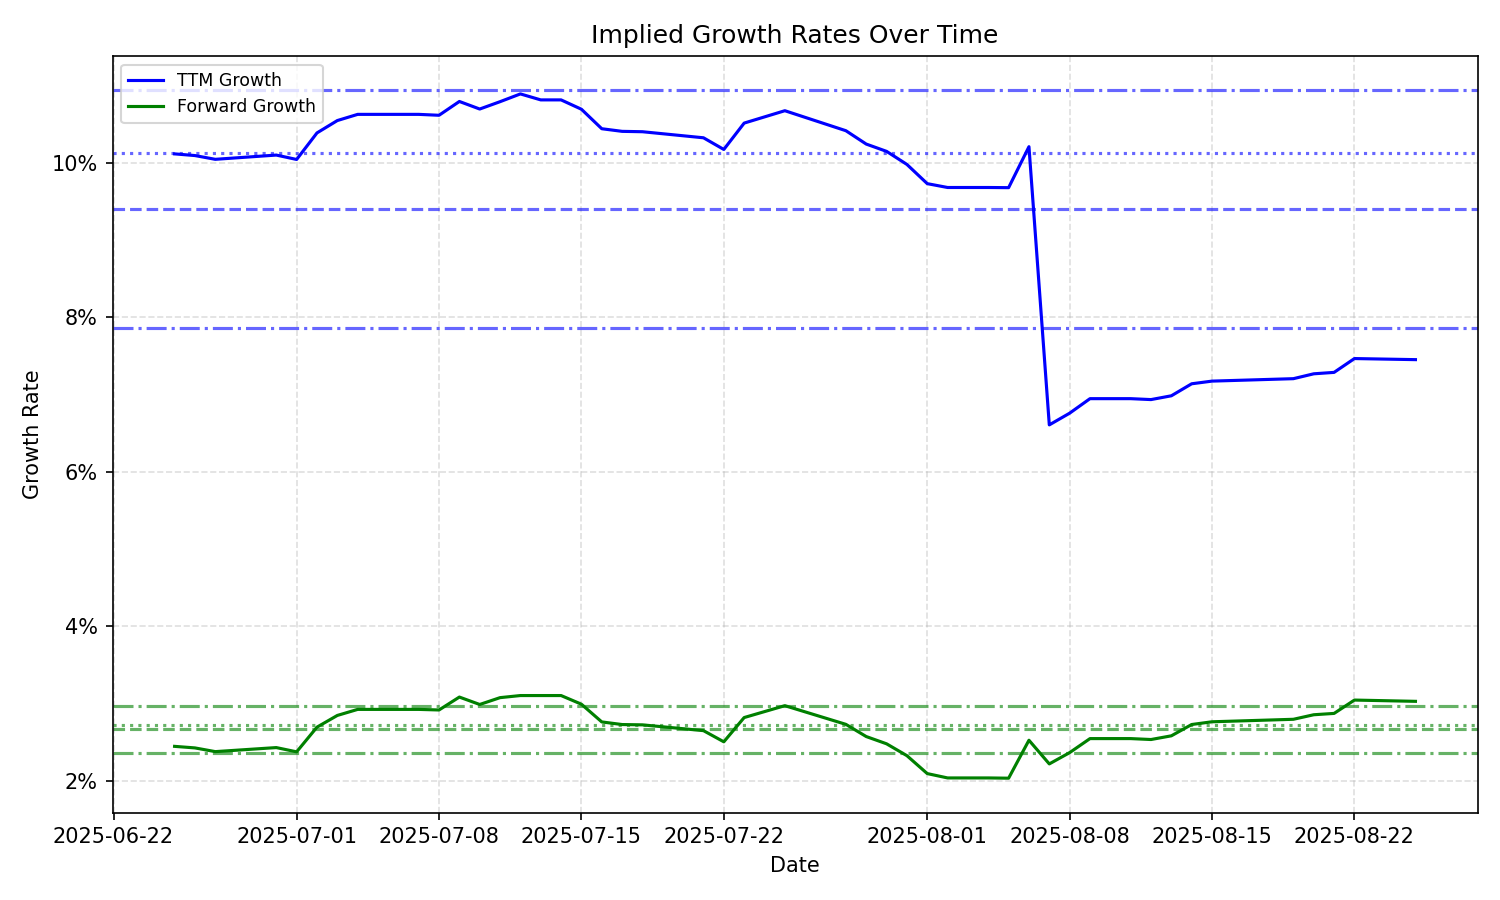 Implied Growth Rates Over Time
TTM Growth
Forward Growth
10%
8%
6%
4%
2%
Growth Rate
2025-06-22
2025-07-01
2025-07-08
2025-07-15
2025-07-22
2025-08-01
2025-08-08
2025-08-15
2025-08-22
Date